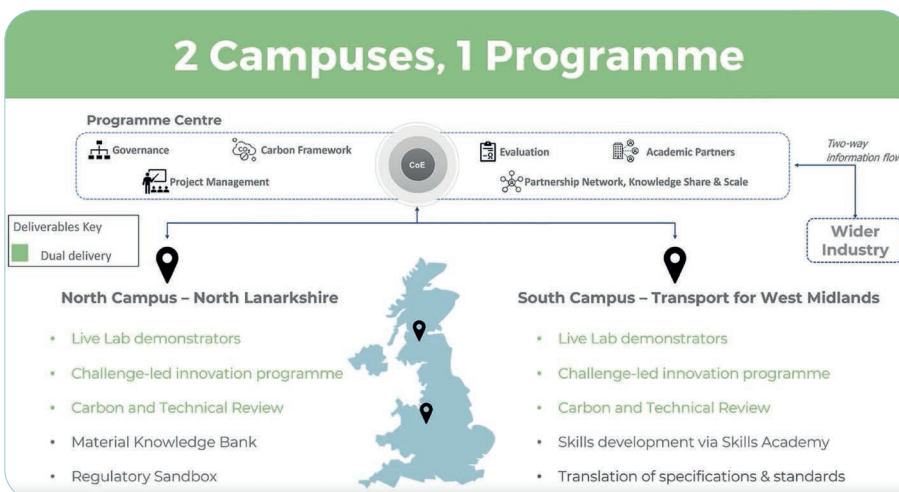 2 Campuses, 1 Programme
Programme Centre
Governance
Carbon Framework
Project Management
CO₂
CoE
Evaluation
Academic Partners
Partnership Network, Knowledge Share & Scale
Two-way
information flow
Wider
Industry
Deliverables Key
Dual delivery
North Campus – North Lanarkshire
• Live Lab demonstrators
• Challenge-led innovation programme
• Carbon and Technical Review
• Material Knowledge Bank
• Regulatory Sandbox
South Campus – Transport for West Midlands
• Live Lab demonstrators
• Challenge-led innovation programme
• Carbon and Technical Review
• Skills development via Skills Academy
• Translation of specifications & standards